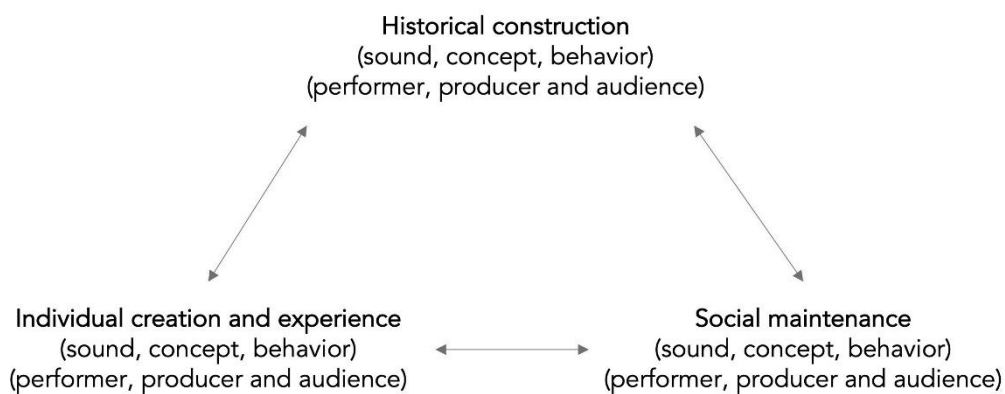 Historical construction
(sound, concept, behavior)
(performer, producer and audience)
Individual creation and experience
(sound, concept, behavior)
(performer, producer and audience)
Social maintenance
(sound, concept, behavior)
(performer, producer and audience)